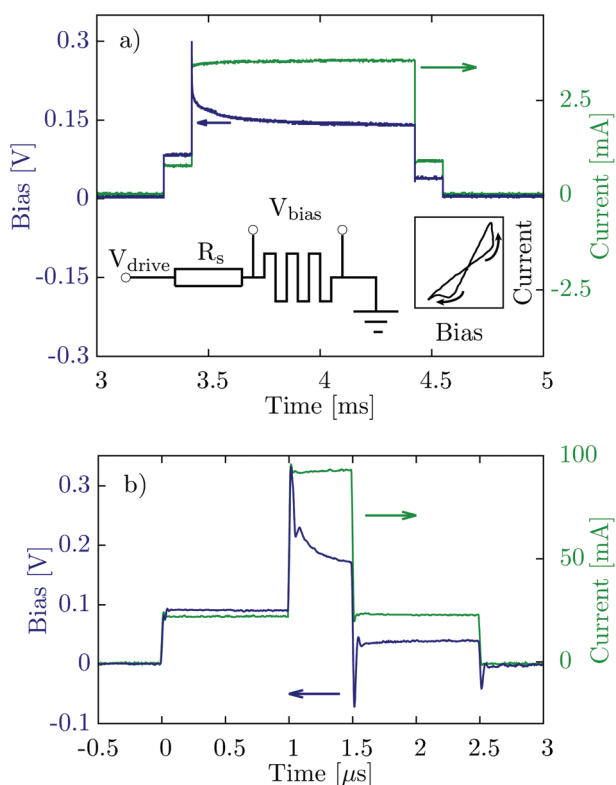 a)
0.3
0.15
0
-0.15
-0.3
Bias [V]
2.5
0
-2.5
Current [mA]
V_drive
R_s
V_bias
Current
Bias
3 3.5 4 4.5 5
Time [ms]
b)
0.3
0.2
0.1
0
-0.1
Bias [V]
100
50
0
Current [mA]
-0.5 0 0.5 1 1.5 2 2.5 3
Time [μs]